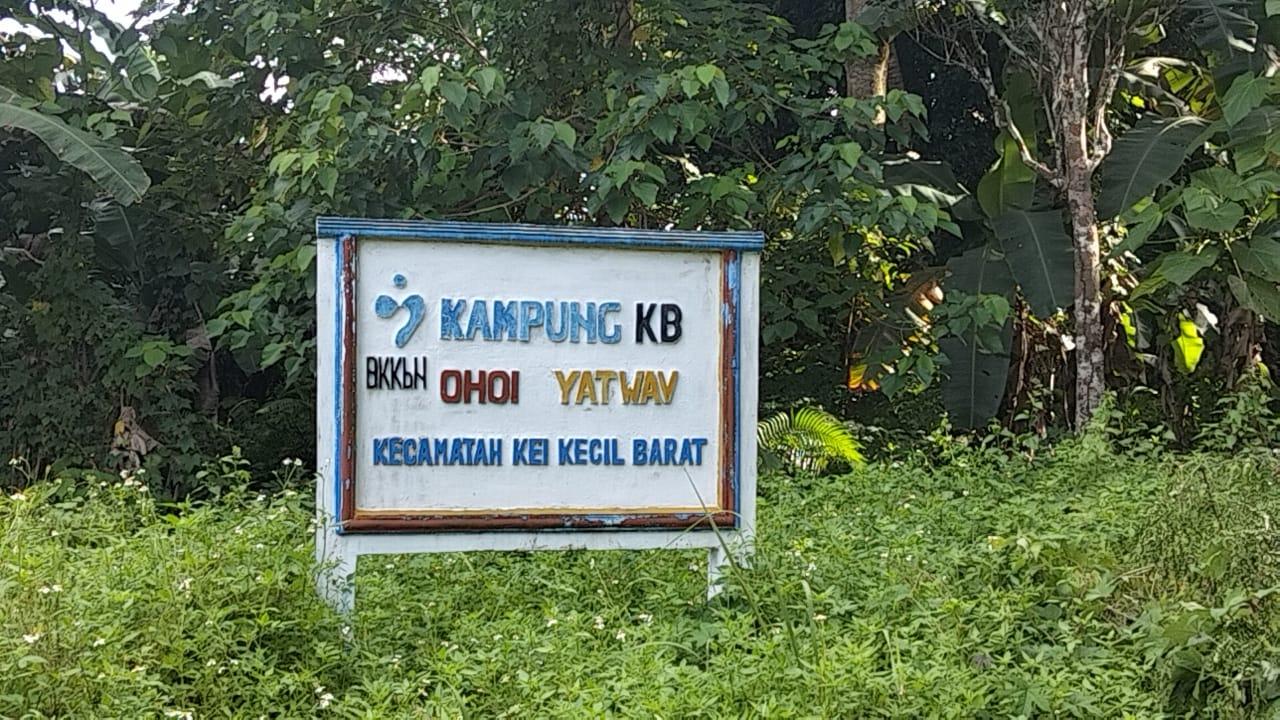 KAMPUNG KB
BKKbN OHOI YATWAV
KECAMATAH KEI KECIL BARAT